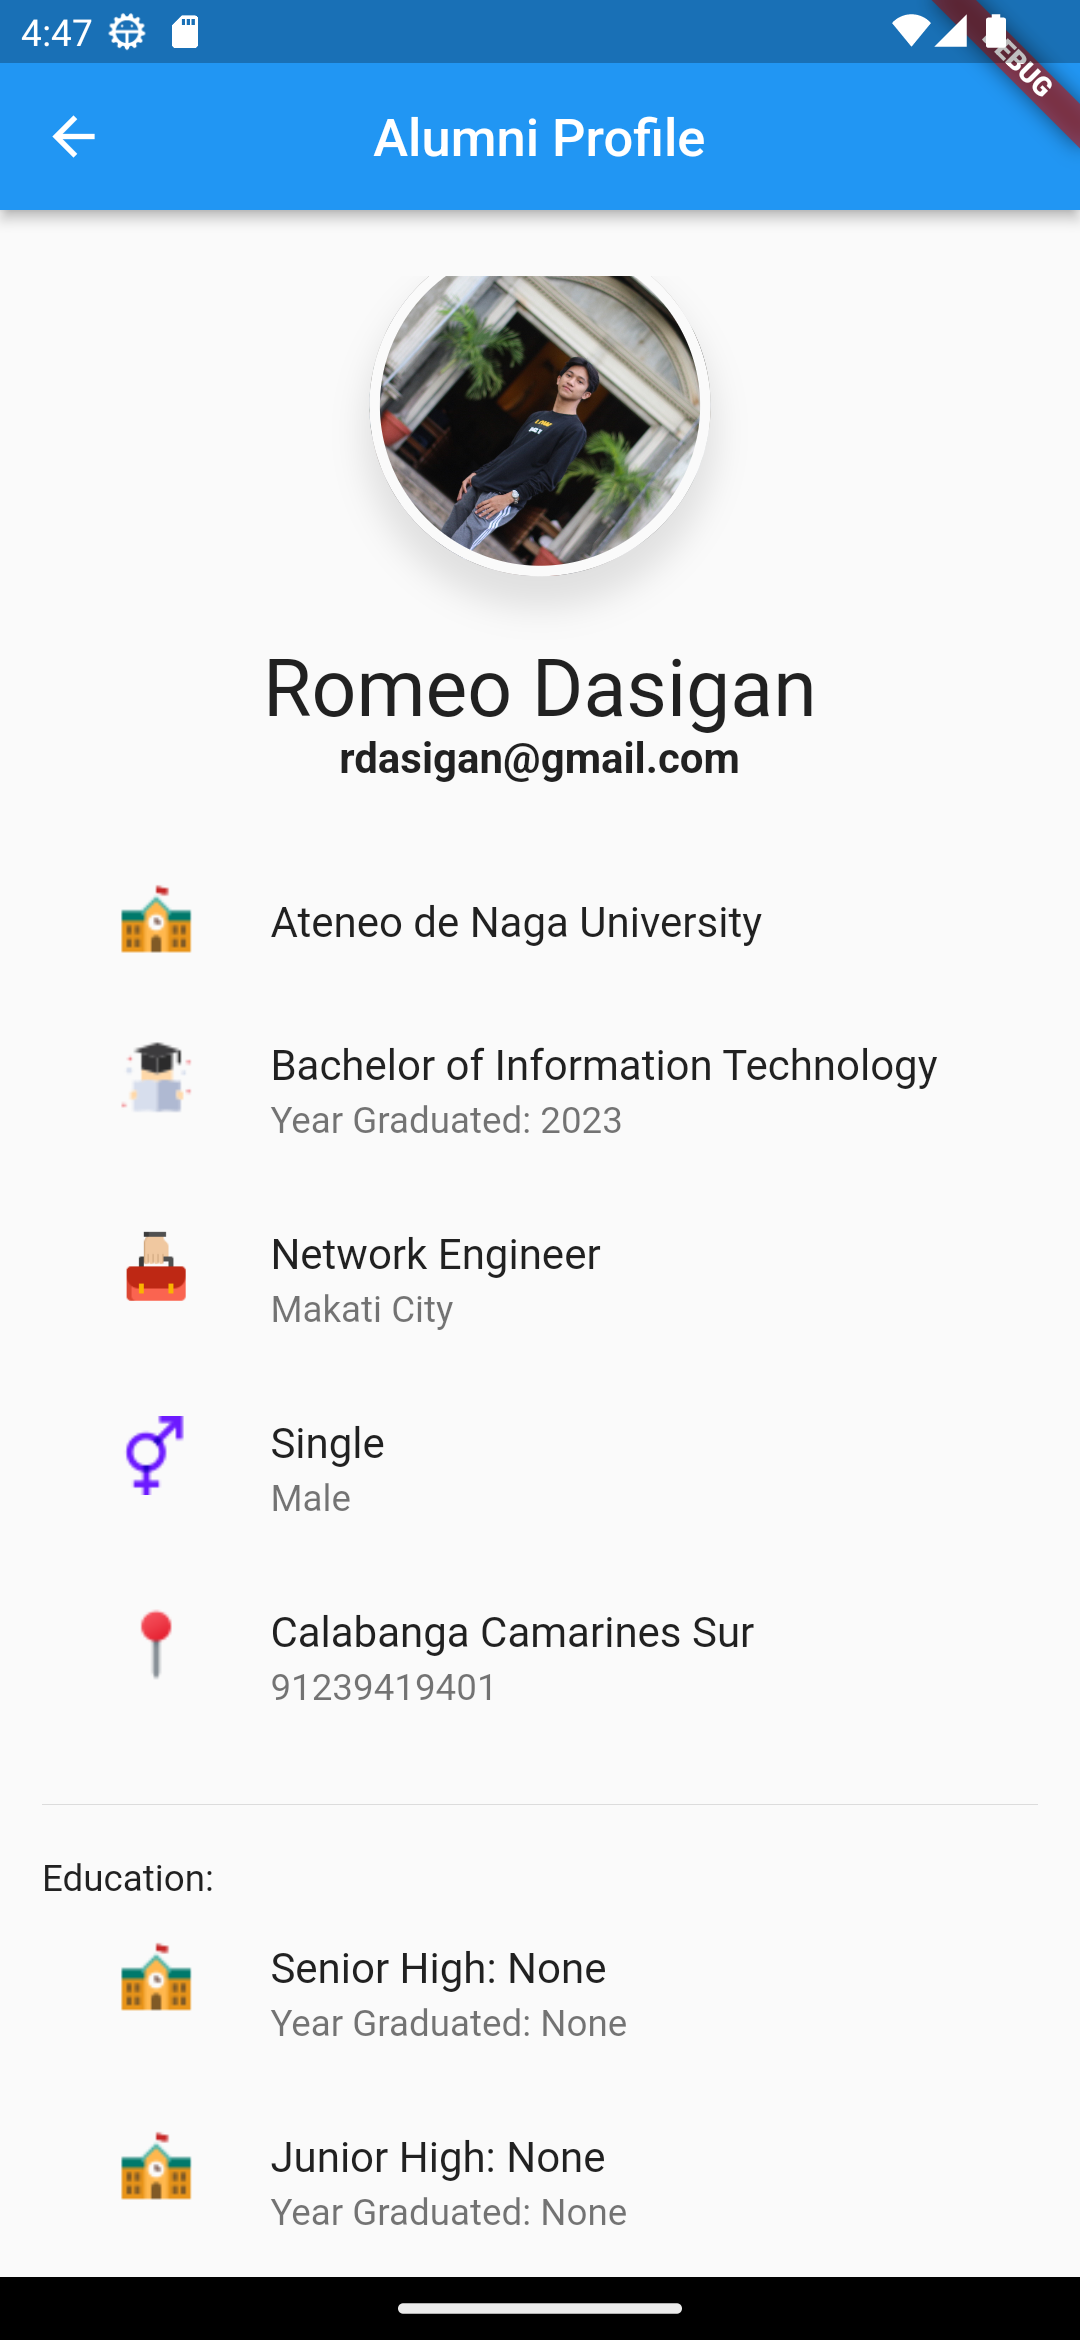 4:47
DEBUG
Alumni Profile
Romeo Dasigan
rdasigan@gmail.com
Ateneo de Naga University
Bachelor of Information Technology
Year Graduated: 2023
Network Engineer
Makati City
Single
Male
Calabanga Camarines Sur
91239419401
Education:
Senior High: None
Year Graduated: None
Junior High: None
Year Graduated: None